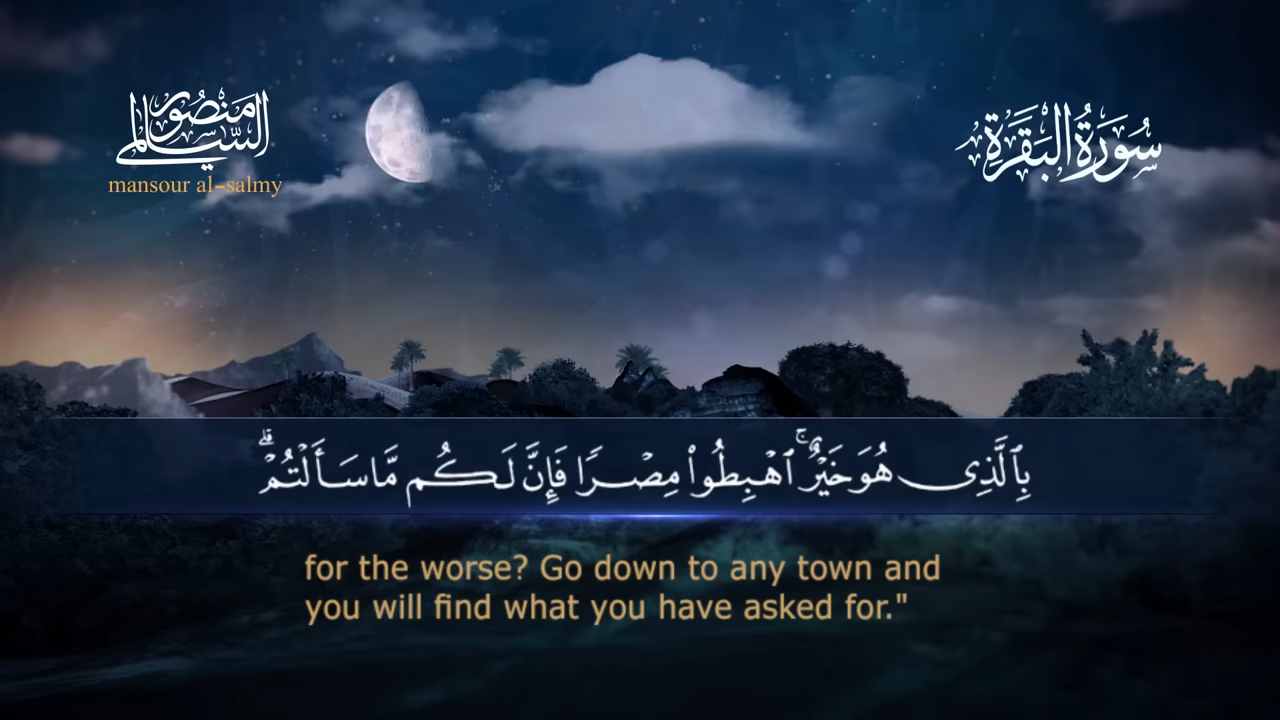 منصور السالمي
mansour al-salmy
سُورَةُ البَقَرَةِ
بِٱلَّذِى هُوَ خَيْرٌ ۚ ٱهْبِطُوا۟ مِصْرًا فَإِنَّ لَكُم مَّا سَأَلْتُمْ ۗ
for the worse? Go down to any town and
you will find what you have asked for."